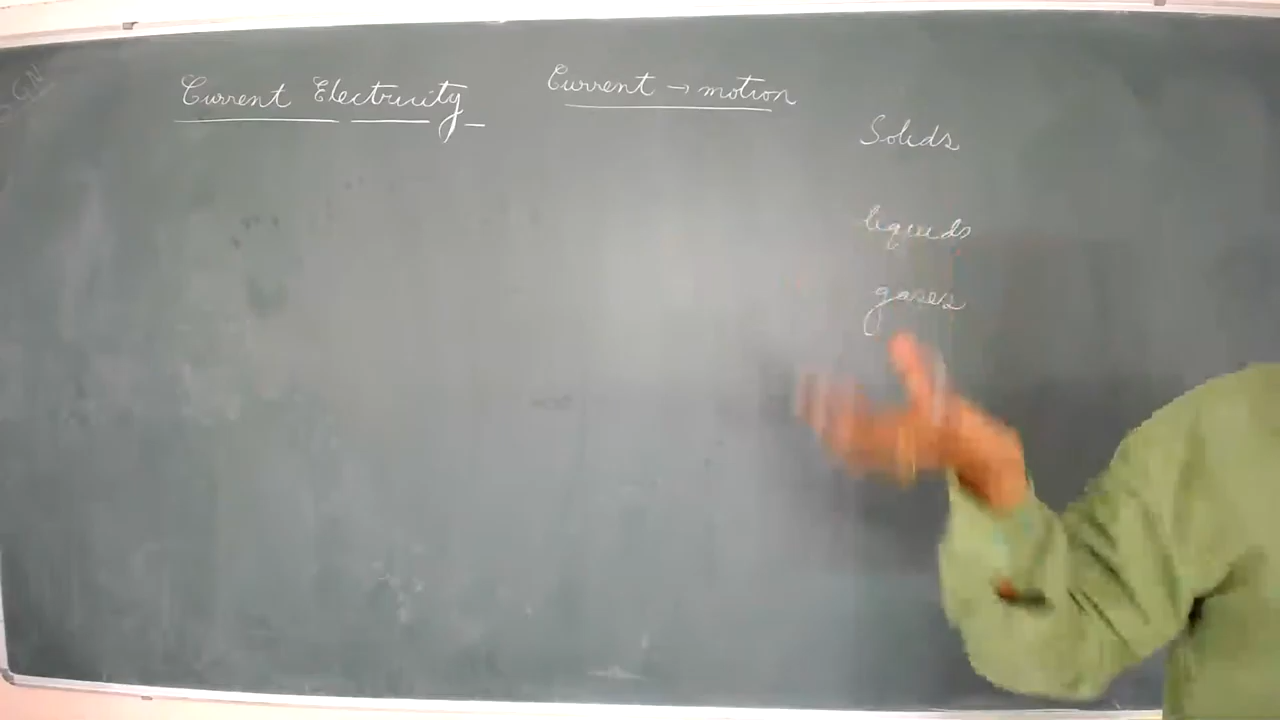 Current Electricity
Current → motion
Solids
liquids
gases